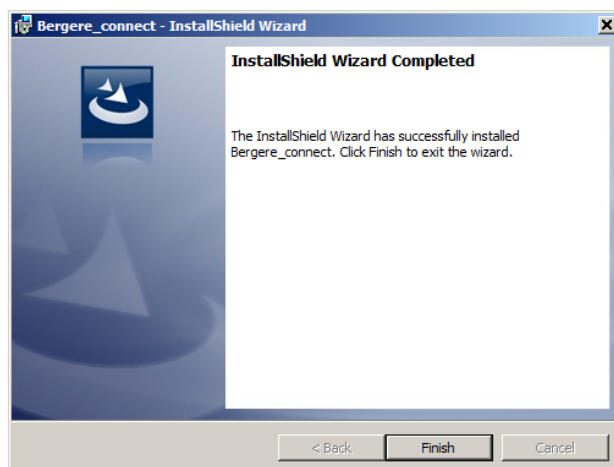 Bergere_connect - InstallShield Wizard
InstallShield Wizard Completed
The InstallShield Wizard has successfully installed
Bergere_connect. Click Finish to exit the wizard.
< Back
Finish
Cancel